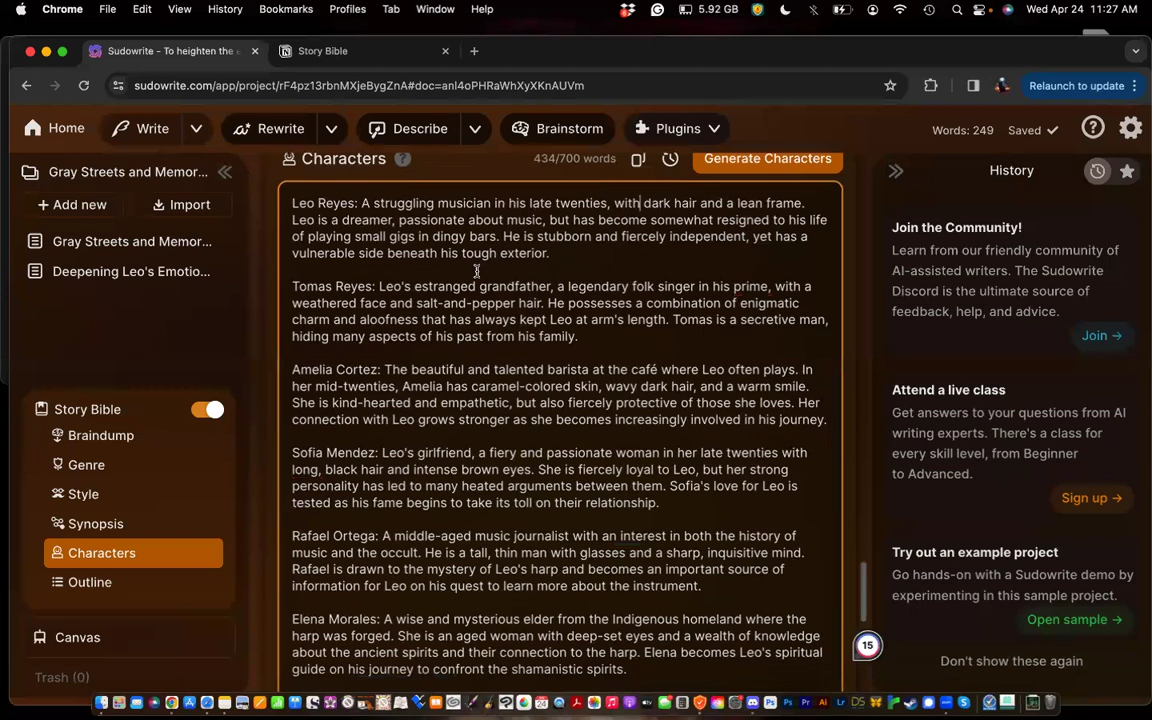 Chrome File Edit View History Bookmarks Profiles Tab Window Help 5.92 GB Wed Apr 24 11:27 AM
Sudowrite - To heighten the e Story Bible
sudowrite.com/app/project/rF4pz13rbnMXjeBygZnA#doc=anI4oPHRaWhXyXKnAUVm Relaunch to update
Home Write Rewrite Describe Brainstorm Plugins Words: 249 Saved
Gray Streets and Memor...
+ Add new Import
Gray Streets and Memor...
Deepening Leo's Emotio...
Story Bible
Braindump
Genre
Style
Synopsis
Characters
Outline
Canvas
Trash (0)
Characters 434/700 words Generate Characters
Leo Reyes: A struggling musician in his late twenties, with dark hair and a lean frame.
Leo is a dreamer, passionate about music, but has become somewhat resigned to his life
of playing small gigs in dingy bars. He is stubborn and fiercely independent, yet has a
vulnerable side beneath his tough exterior.
Tomas Reyes: Leo's estranged grandfather, a legendary folk singer in his prime, with a
weathered face and salt-and-pepper hair. He possesses a combination of enigmatic
charm and aloofness that has always kept Leo at arm's length. Tomas is a secretive man,
hiding many aspects of his past from his family.
Amelia Cortez: The beautiful and talented barista at the café where Leo often plays. In
her mid-twenties, Amelia has caramel-colored skin, wavy dark hair, and a warm smile.
She is kind-hearted and empathetic, but also fiercely protective of those she loves. Her
connection with Leo grows stronger as she becomes increasingly involved in his journey.
Sofia Mendez: Leo's girlfriend, a fiery and passionate woman in her late twenties with
long, black hair and intense brown eyes. She is fiercely loyal to Leo, but her strong
personality has led to many heated arguments between them. Sofia's love for Leo is
tested as his fame begins to take its toll on their relationship.
Rafael Ortega: A middle-aged music journalist with an interest in both the history of
music and the occult. He is a tall, thin man with glasses and a sharp, inquisitive mind.
Rafael is drawn to the mystery of Leo's harp and becomes an important source of
information for Leo on his quest to learn more about the instrument.
Elena Morales: A wise and mysterious elder from the Indigenous homeland where the
harp was forged. She is an aged woman with deep-set eyes and a wealth of knowledge
about the ancient spirits and their connection to the harp. Elena becomes Leo's spiritual
guide on his journey to confront the shamanistic spirits.
History
Join the Community!
Learn from our friendly community of
AI-assisted writers. The Sudowrite
Discord is the ultimate source of
feedback, help, and advice.
Join →
Attend a live class
Get answers to your questions from AI
writing experts. There's a class for
every skill level, from Beginner
to Advanced.
Sign up →
Try out an example project
Go hands-on with a Sudowrite demo by
experimenting in this sample project.
Open sample →
Don't show these again
15